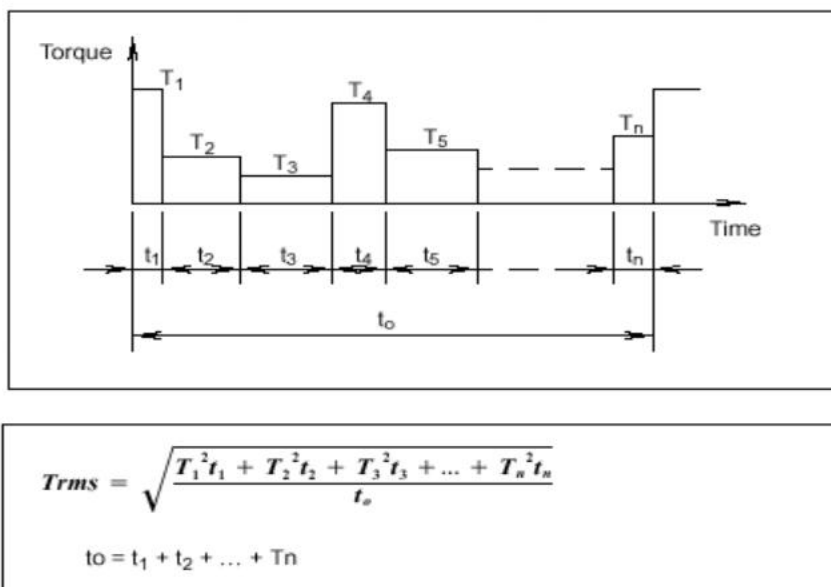 Torque
T₁
T₄
Tₙ
T₅
T₂
T₃
Time
t₁ t₂ t₃ t₄ t₅ tₙ
tₒ
Trms = √((T₁²t₁ + T₂²t₂ + T₃²t₃ + ... + Tₙ²tₙ) / tₒ)
to = t₁ + t₂ + ... + Tn